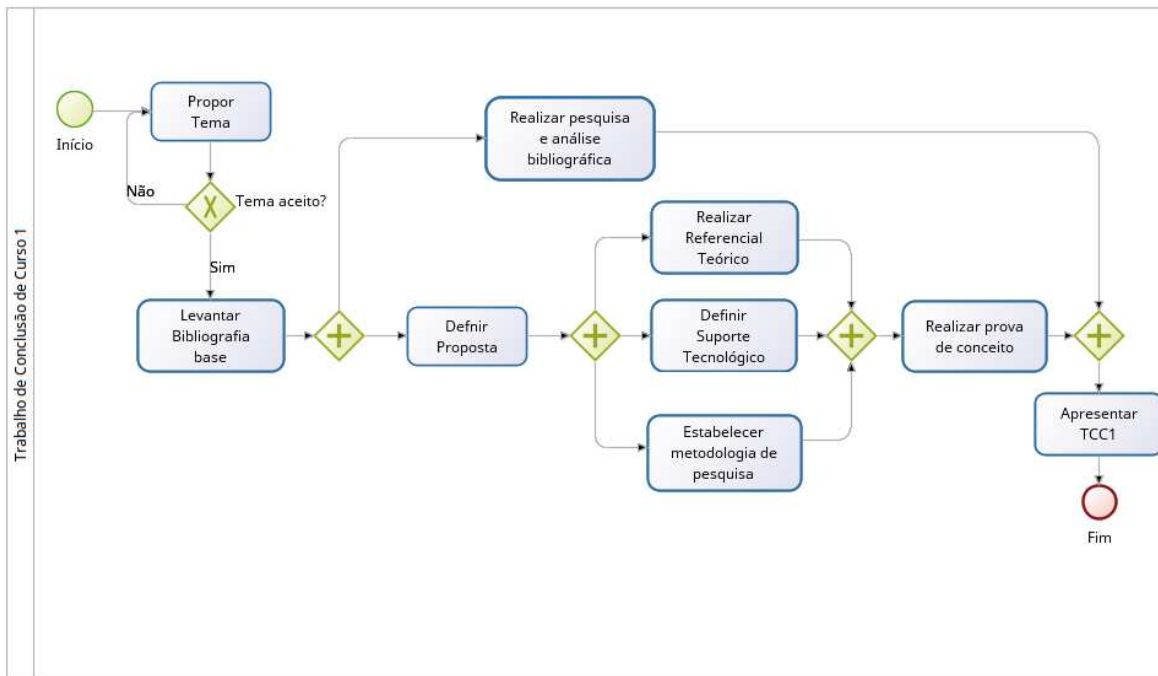 Trabalho de Conclusão de Curso 1
Início
Propor
Tema
Não
Tema aceito?
Sim
Levantar
Bibliografia
base
Realizar pesquisa
e análise
bibliográfica
Defnir
Proposta
Realizar
Referencial
Teórico
Definir
Suporte
Tecnológico
Estabelecer
metodologia de
pesquisa
Realizar prova
de conceito
Apresentar
TCC1
Fim